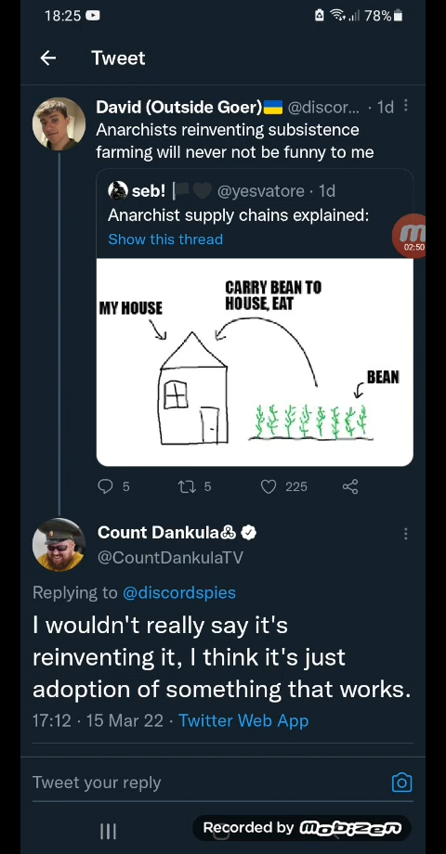 18:25 78%
Tweet
David (Outside Goer) @discor... · 1d
Anarchists reinventing subsistence
farming will never not be funny to me
seb! @yesvatore · 1d
Anarchist supply chains explained:
Show this thread
02:50
CARRY BEAN TO
HOUSE, EAT
MY HOUSE
BEAN
5 5 225
Count Dankula
@CountDankulaTV
Replying to @discordspies
I wouldn't really say it's
reinventing it, I think it's just
adoption of something that works.
17:12 · 15 Mar 22 · Twitter Web App
Tweet your reply
Recorded by mobizen